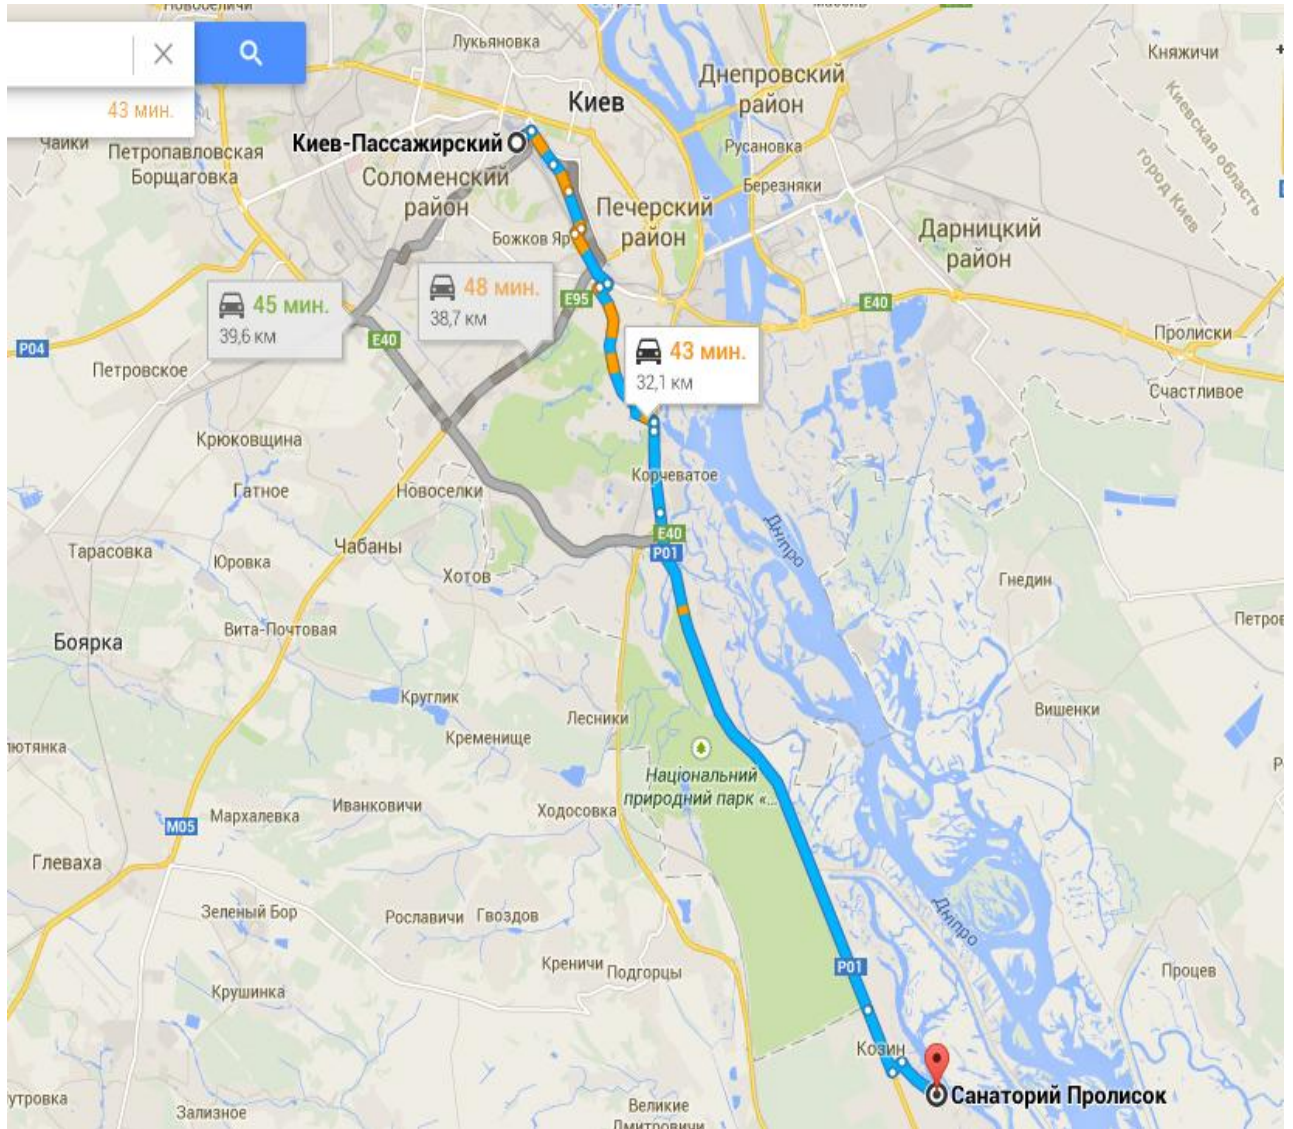 Лукьяновка
Княжичи
43 мин.
Днепровский
район
Киев
Киевская область
город Киев
Чайки
Петропавловская
Борщаговка
Киев-Пассажирский
Русановка
Соломенский
район
Березняки
Печерский
район
Божков Яр
Дарницкий
район
45 мин.
39,6 км
48 мин.
38,7 км
E95
E40
E40
P04
43 мин.
32,1 км
Пролиски
Петровское
Счастливое
Крюковщина
Корчеватое
Гатное
Новоселки
Дніпро
E40
P01
Тарасовка
Юровка
Чабаны
Хотов
Гнедин
Боярка
Вита-Почтовая
Круглик
Лесники
Вишенки
Кременище
Національний
природний парк «...
Иванковичи
Ходосовка
M05
Мархалевка
Глеваха
Зеленый Бор
Рославичи
Гвоздов
Дніпро
Креничи
Подгорцы
P01
Процев
Крушинка
Козин
Санаторий Пролисок
Зализное
Великие
Дмитровичи